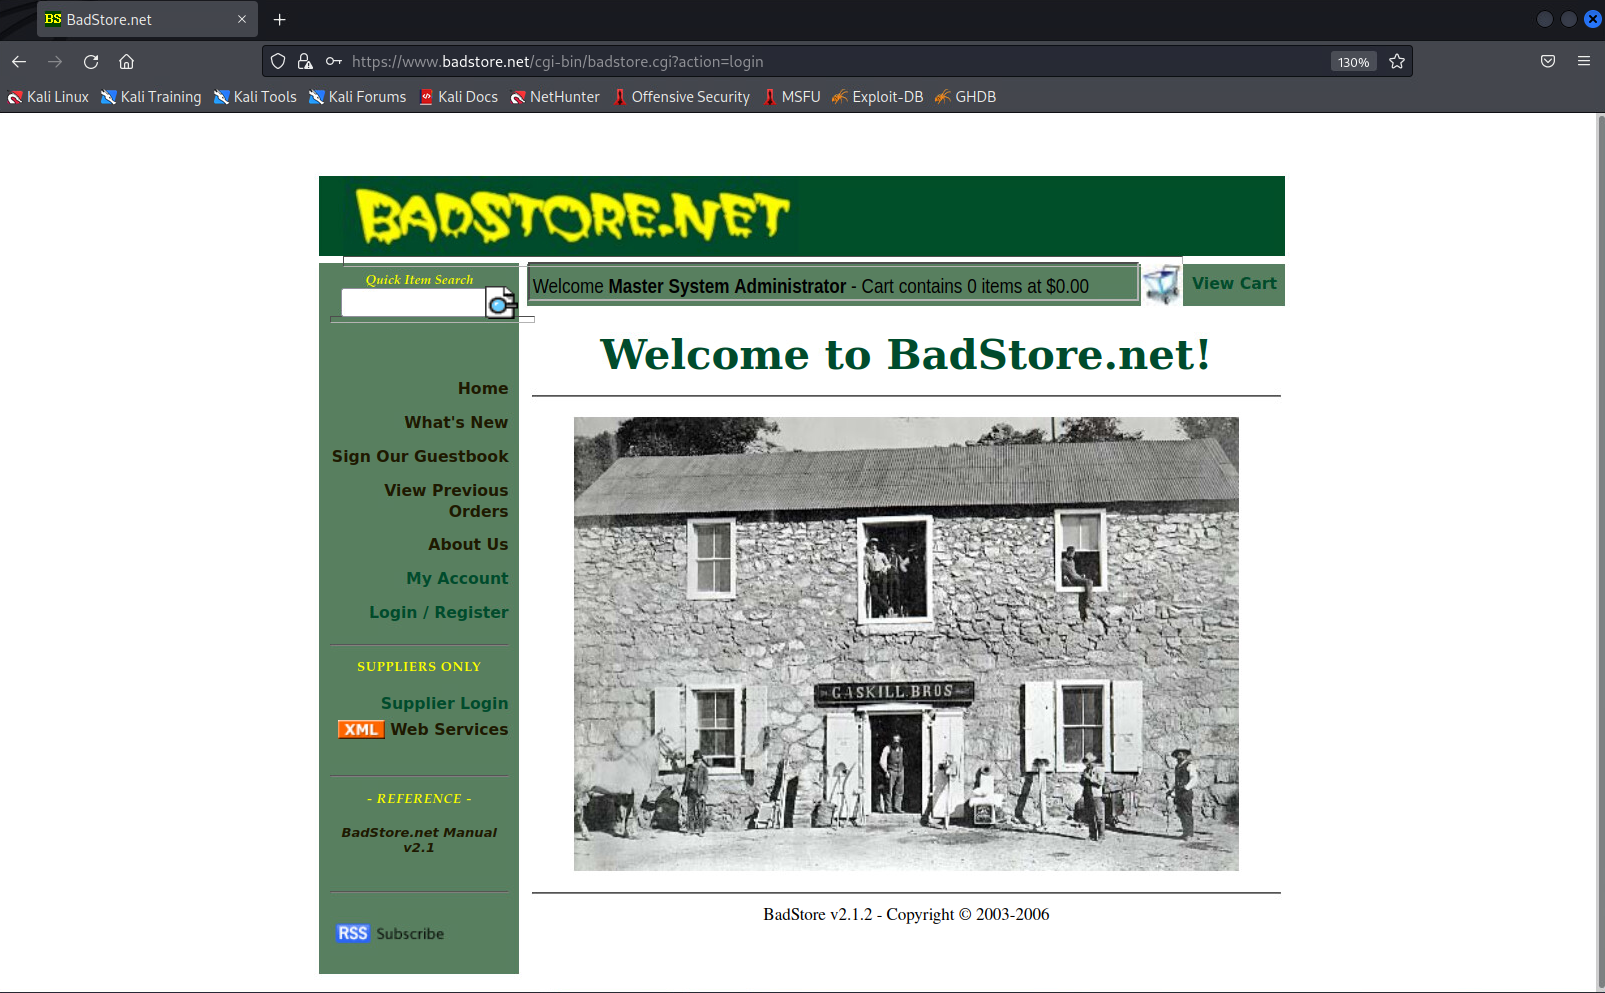 BS BadStore.net
https://www.badstore.net/cgi-bin/badstore.cgi?action=login
130%
Kali Linux Kali Training Kali Tools Kali Forums Kali Docs NetHunter Offensive Security MSFU Exploit-DB GHDB
BADSTORE.NET
Quick Item Search
Welcome Master System Administrator - Cart contains 0 items at $0.00
View Cart
Welcome to BadStore.net!
Home
What's New
Sign Our Guestbook
View Previous
Orders
About Us
My Account
Login / Register
SUPPLIERS ONLY
Supplier Login
XML Web Services
- REFERENCE -
BadStore.net Manual
v2.1
RSS Subscribe
GASKILL BROS
BadStore v2.1.2 - Copyright © 2003-2006